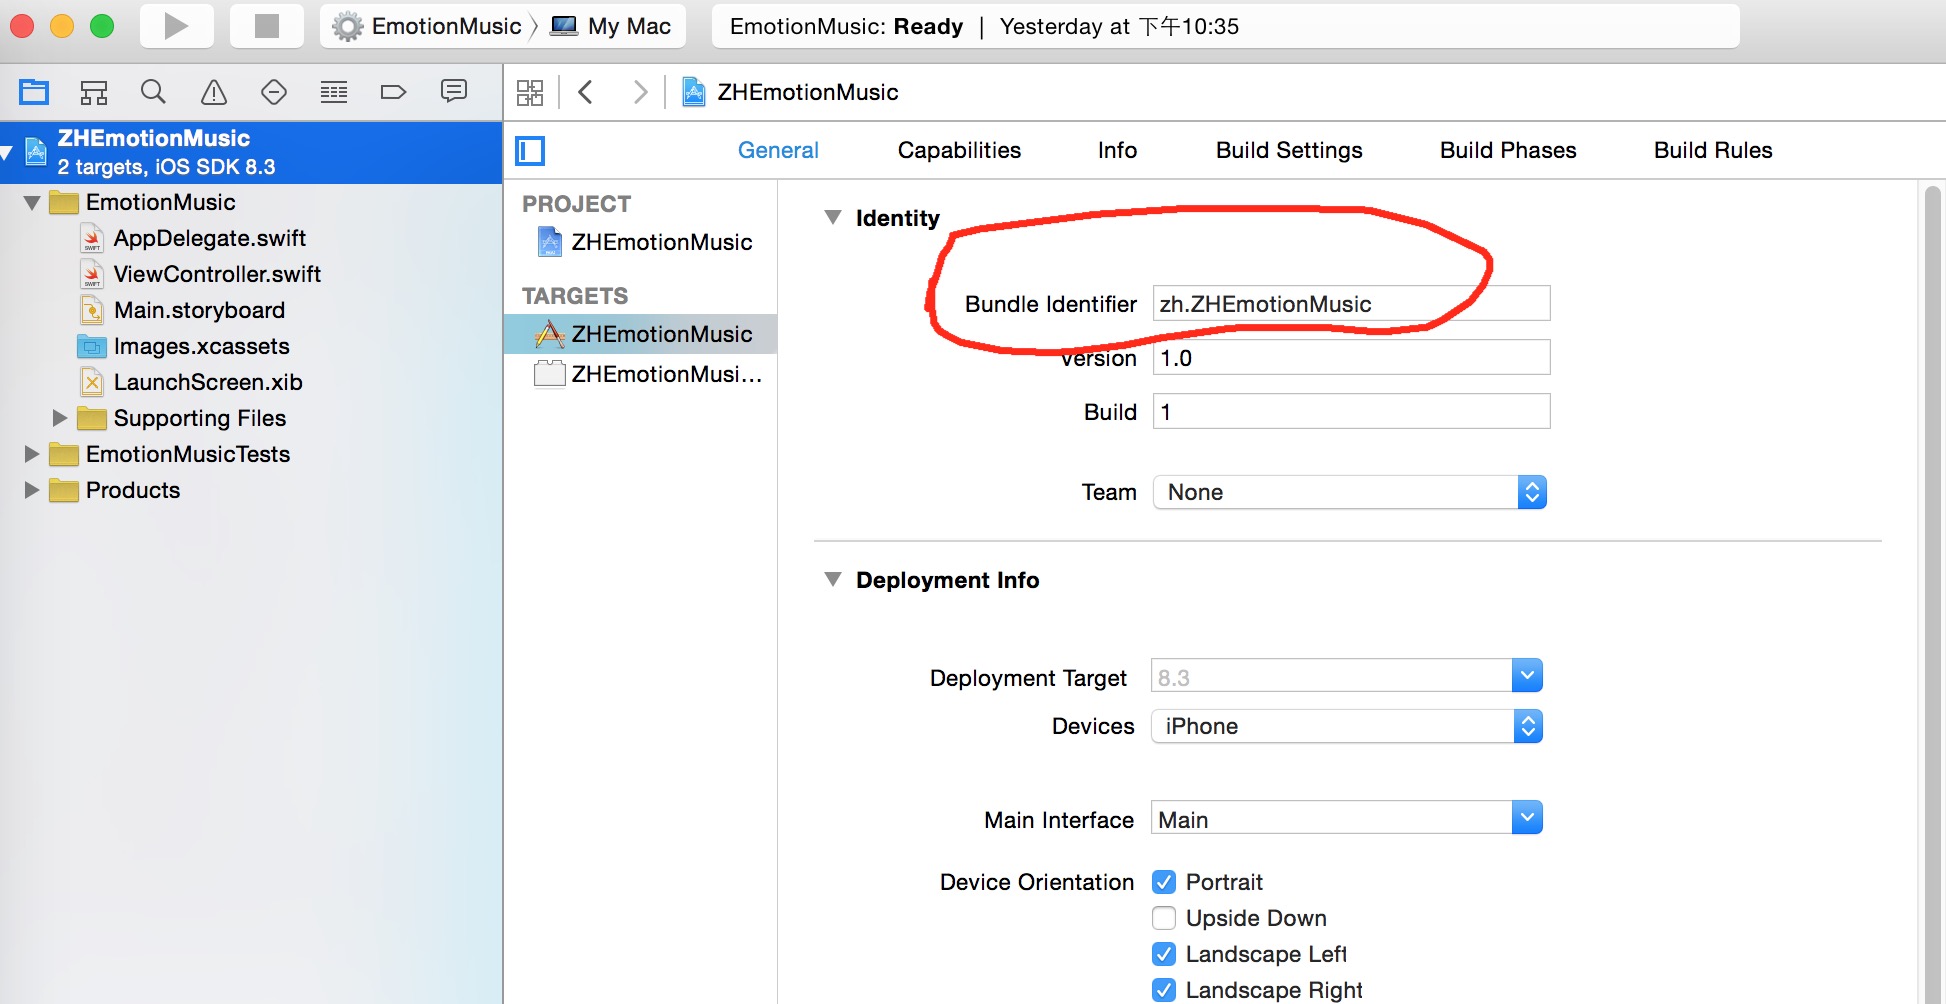 EmotionMusic My Mac
EmotionMusic: Ready | Yesterday at 下午10:35
ZHEmotionMusic
2 targets, iOS SDK 8.3
EmotionMusic
AppDelegate.swift
ViewController.swift
Main.storyboard
Images.xcassets
LaunchScreen.xib
Supporting Files
EmotionMusicTests
Products
ZHEmotionMusic
General Capabilities Info Build Settings Build Phases Build Rules
PROJECT
ZHEmotionMusic
TARGETS
ZHEmotionMusic
ZHEmotionMusi...
Identity
Bundle Identifier zh.ZHEmotionMusic
Version 1.0
Build 1
Team None
Deployment Info
Deployment Target 8.3
Devices iPhone
Main Interface Main
Device Orientation Portrait
Upside Down
Landscape Left
Landscape Right